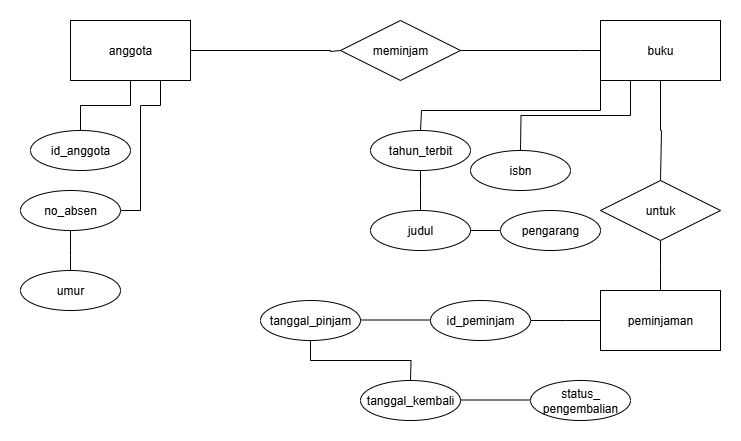 anggota
meminjam
buku
id_anggota
tahun_terbit
isbn
no_absen
untuk
judul
pengarang
umur
tanggal_pinjam
id_peminjam
peminjaman
tanggal_kembali
status_
pengembalian